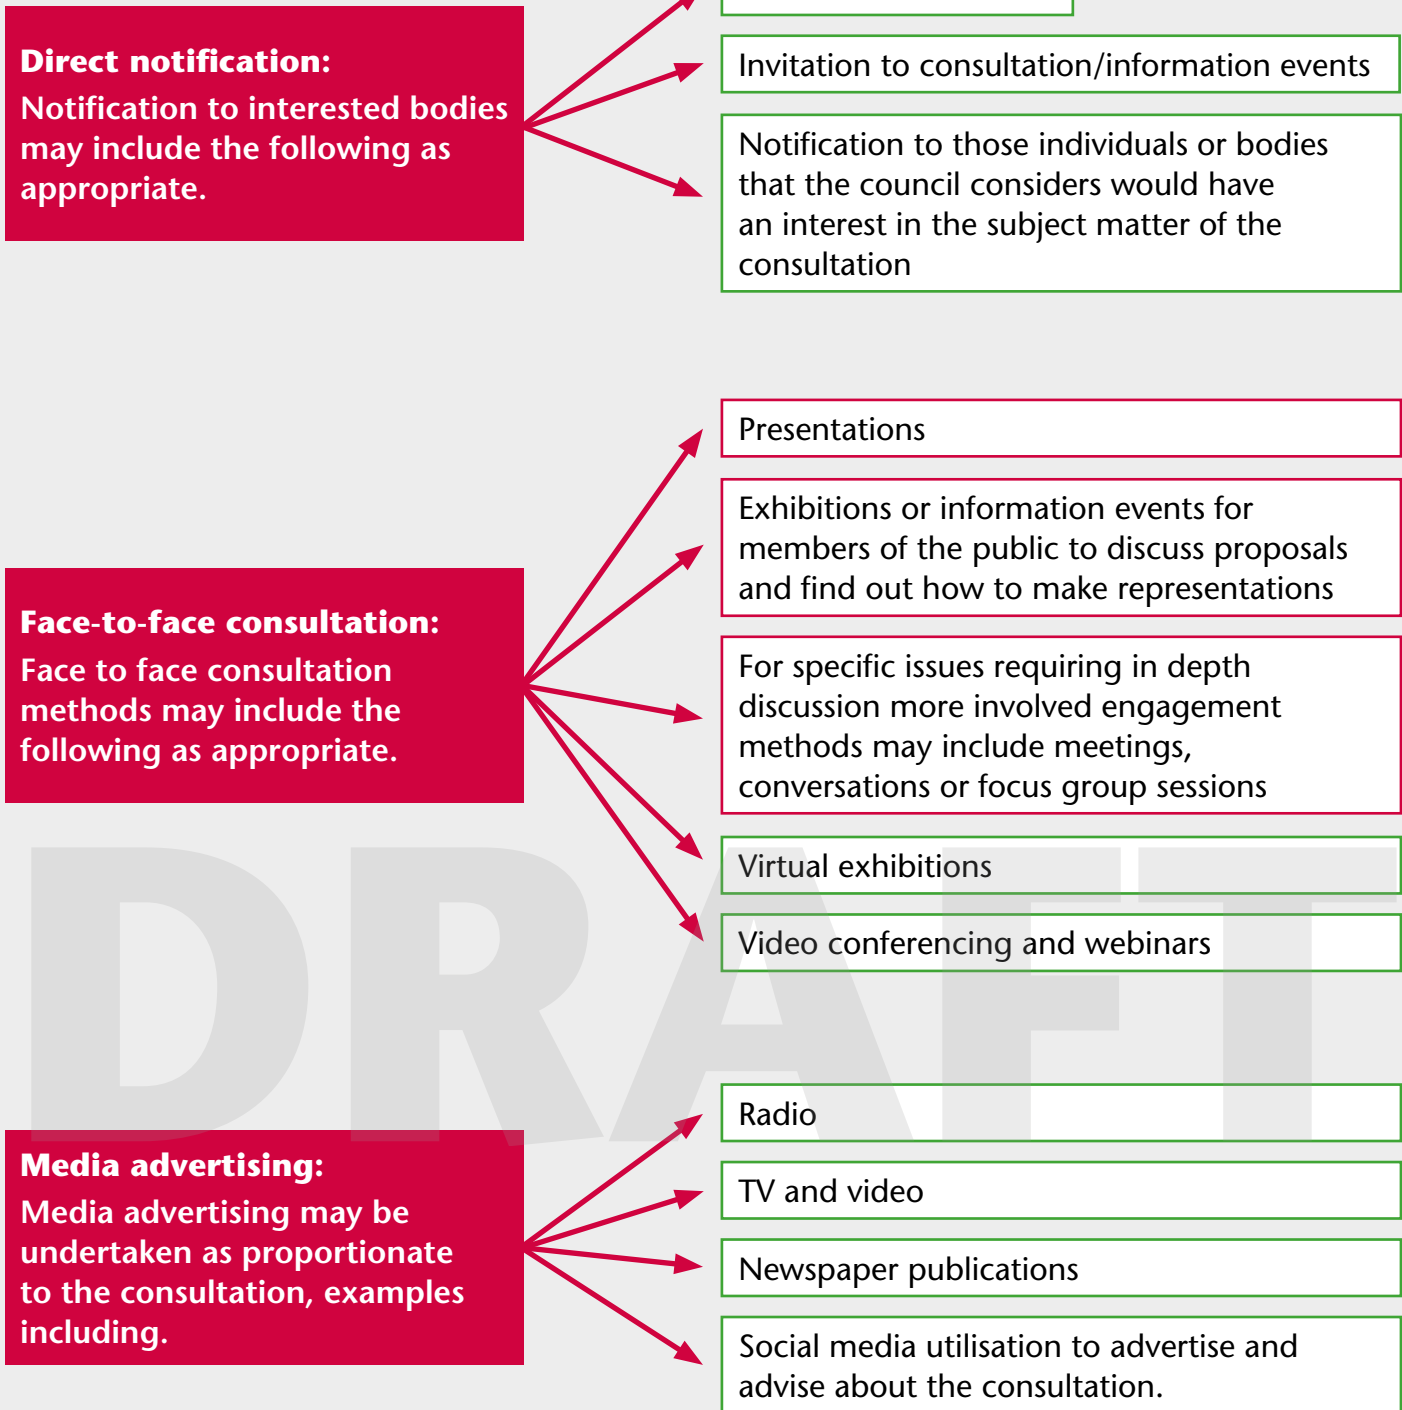 Direct notification:
Notification to interested bodies
may include the following as
appropriate.
Invitation to consultation/information events
Notification to those individuals or bodies
that the council considers would have
an interest in the subject matter of the
consultation
Face-to-face consultation:
Face to face consultation
methods may include the
following as appropriate.
Presentations
Exhibitions or information events for
members of the public to discuss proposals
and find out how to make representations
For specific issues requiring in depth
discussion more involved engagement
methods may include meetings,
conversations or focus group sessions
Virtual exhibitions
Video conferencing and webinars
DRAFT
Media advertising:
Media advertising may be
undertaken as proportionate
to the consultation, examples
including.
Radio
TV and video
Newspaper publications
Social media utilisation to advertise and
advise about the consultation.